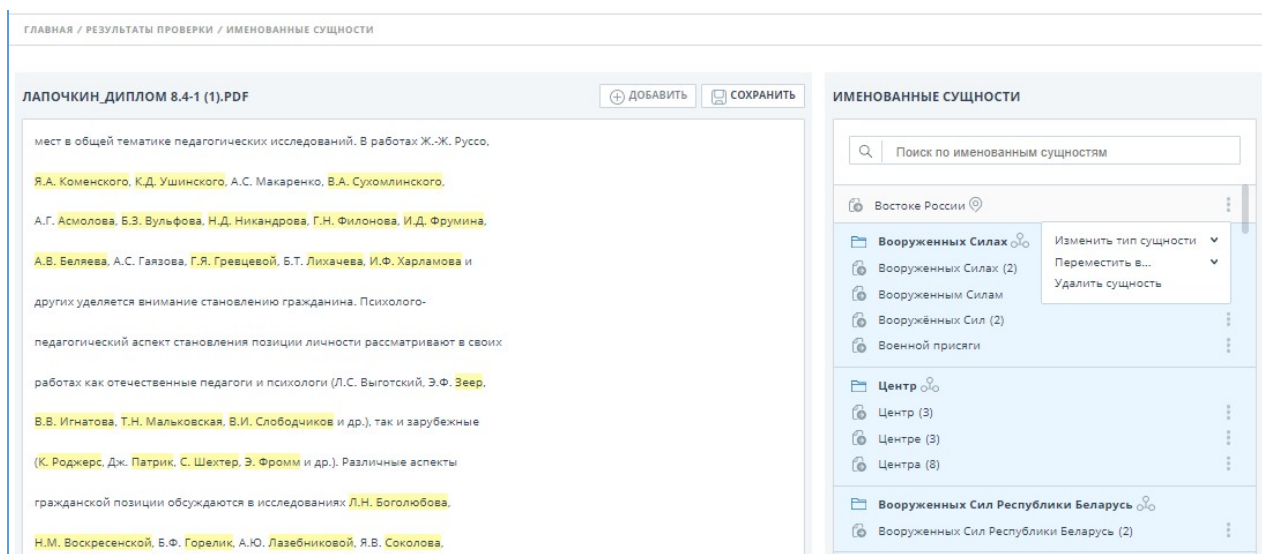 ГЛАВНАЯ / РЕЗУЛЬТАТЫ ПРОВЕРКИ / ИМЕНОВАННЫЕ СУЩНОСТИ
ЛАПОЧКИН_ДИПЛОМ 8.4-1 (1).PDF
ДОБАВИТЬ
СОХРАНИТЬ
мест в общей тематике педагогических исследований. В работах Ж.-Ж. Руссо,
Я.А. Коменского, К.Д. Ушинского, А.С. Макаренко, В.А. Сухомлинского,
А.Г. Асмолова, Б.З. Вульфова, Н.Д. Никандрова, Г.Н. Филонова, И.Д. Фрумина,
А.В. Беляева, А.С. Гаязова, Г.Я. Гревцевой, Б.Т. Лихачева, И.Ф. Харламова и
других уделяется внимание становлению гражданина. Психолого-
педагогический аспект становления позиции личности рассматривают в своих
работах как отечественные педагоги и психологи (Л.С. Выготский, Э.Ф. Зеер,
В.В. Игнатова, Т.Н. Мальковская, В.И. Слободчиков и др.), так и зарубежные
(К. Роджерс, Дж. Патрик, С. Шехтер, Э. Фромм и др.). Различные аспекты
гражданской позиции обсуждаются в исследованиях Л.Н. Боголюбова,
Н.М. Воскресенской, Б.Ф. Горелик, А.Ю. Лазебниковой, Я.В. Соколова,
ИМЕНОВАННЫЕ СУЩНОСТИ
Поиск по именованным сущностям
Востоке России
Вооруженных Силах
Вооруженных Силах (2)
Вооруженным Силам
Вооружённых Сил (2)
Военной присяги
Изменить тип сущности
Переместить в...
Удалить сущность
Центр
Центр (3)
Центре (3)
Центра (8)
Вооруженных Сил Республики Беларусь
Вооруженных Сил Республики Беларусь (2)